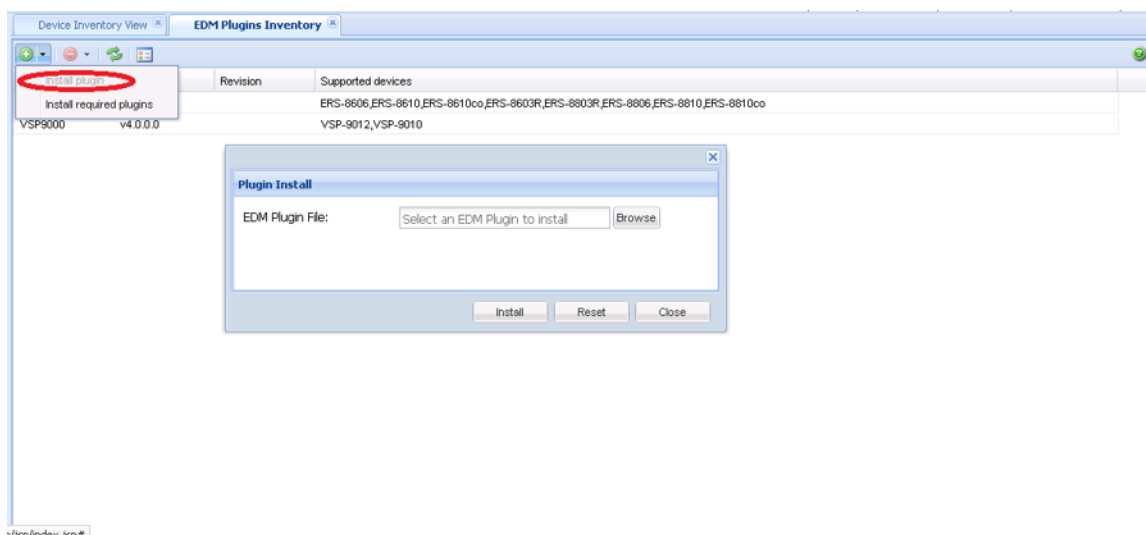 Device Inventory View
EDM Plugins Inventory
Install plugin
Revision
Supported devices
Install required plugins
ERS-8606,ERS-8610,ERS-8610co,ERS-8603R,ERS-8803R,ERS-8806,ERS-8810,ERS-8810co
VSP9000
v4.0.0.0
VSP-9012,VSP-9010
Plugin Install
EDM Plugin File:
Select an EDM Plugin to install
Browse
Install
Reset
Close